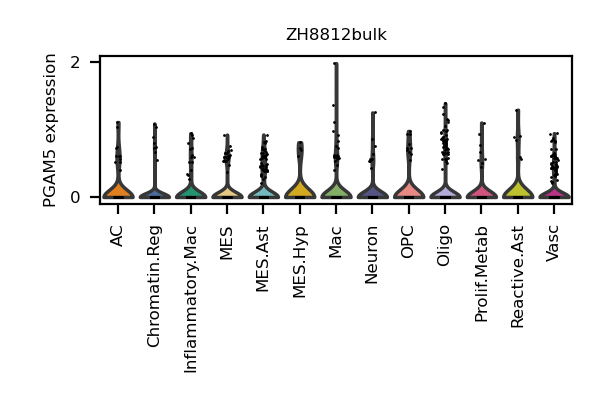 ZH8812bulk
PGAM5 expression
2
0
AC
Chromatin.Reg
Inflammatory.Mac
MES
MES.Ast
MES.Hyp
Mac
Neuron
OPC
Oligo
Prolif.Metab
Reactive.Ast
Vasc